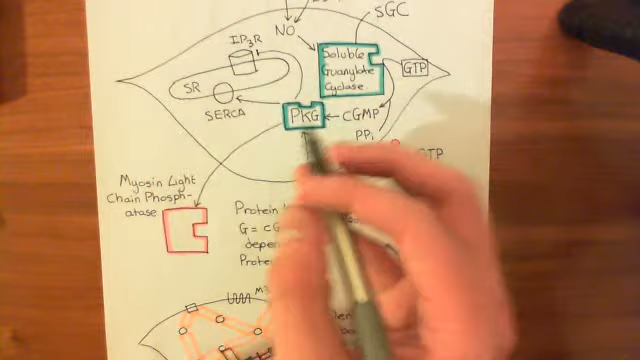 NO
SGC
IP3R
Soluble
Guanylate
Cyclase
GTP
SR
SERCA
PKG
CGMP
PPi
GTP
Myosin Light
Chain Phosph-
atase
Protein
G = CG
depen
Prote